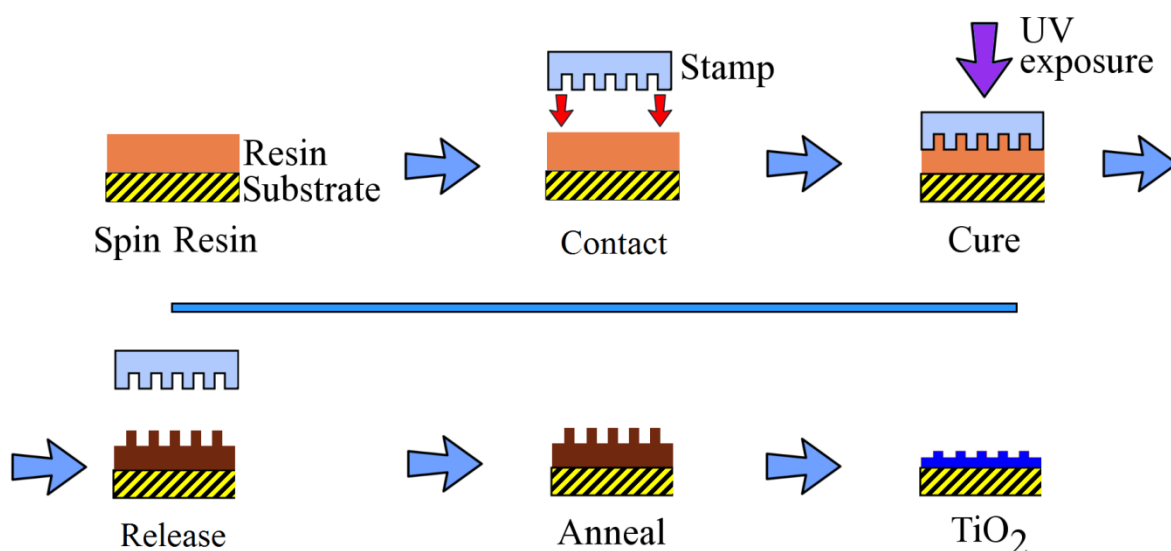 UV
exposure
Stamp
Resin
Substrate
Spin Resin
Contact
Cure
Release
Anneal
TiO2